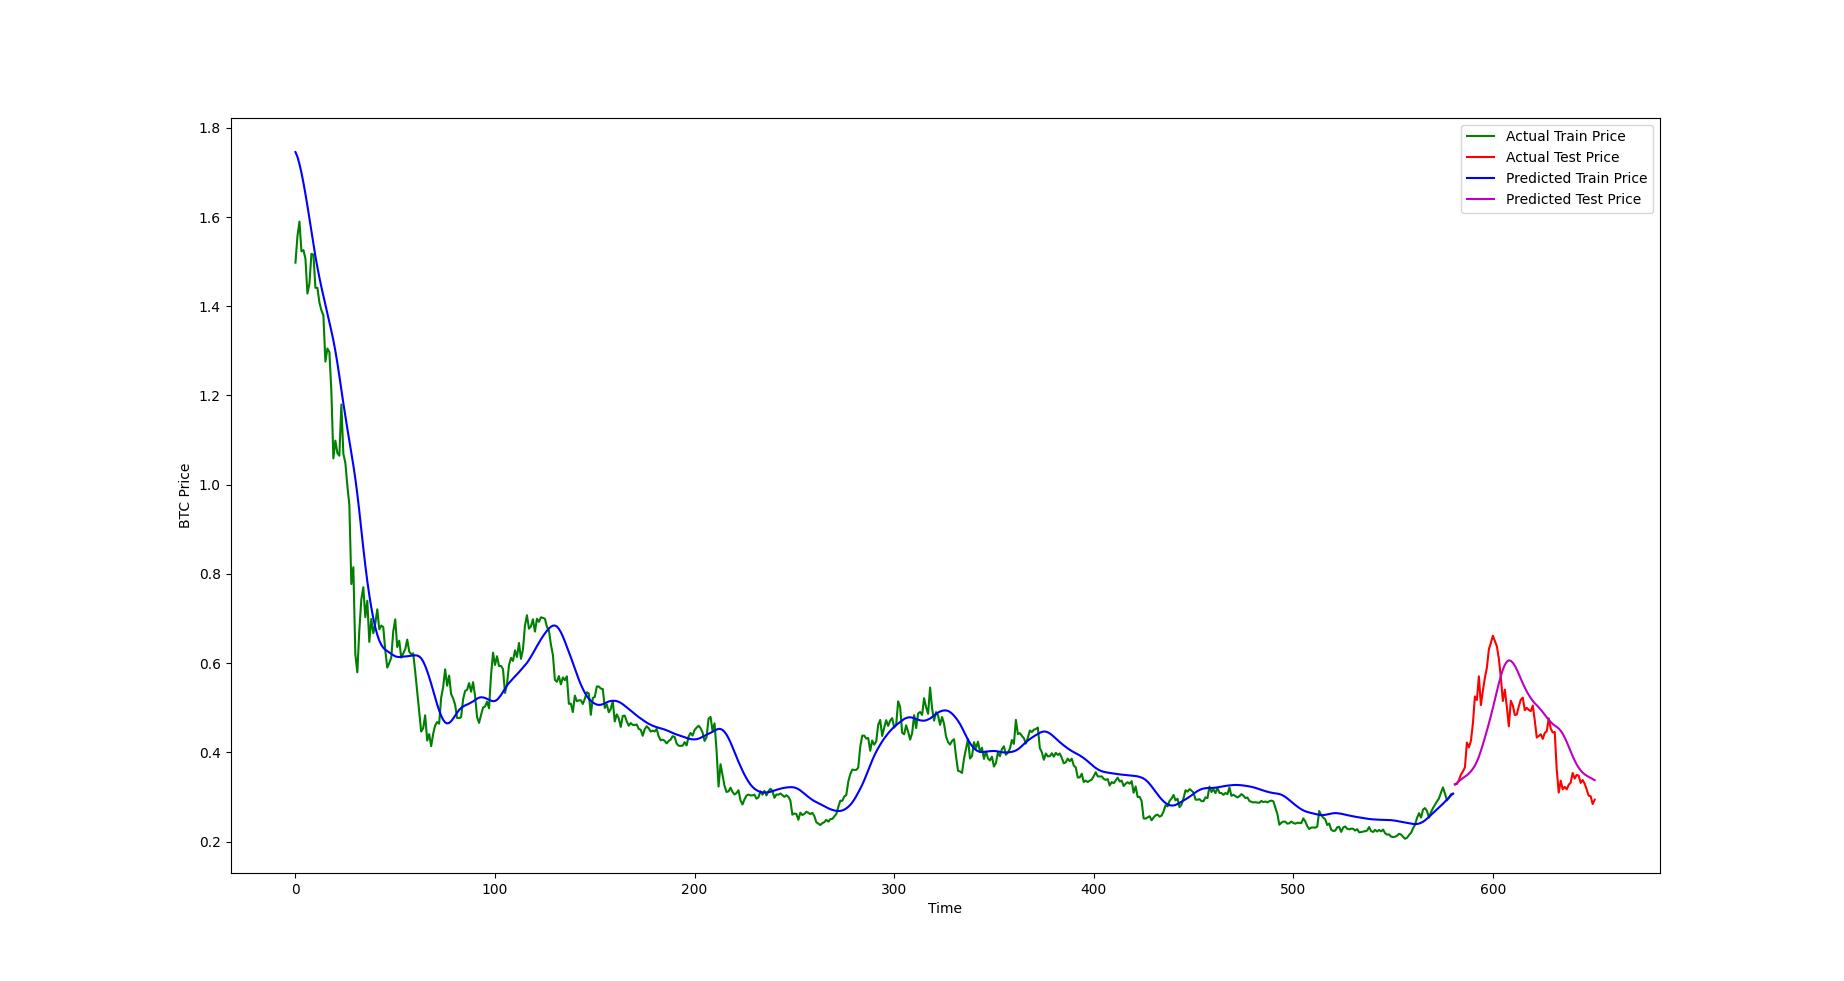 1.8
1.6
1.4
1.2
1.0
0.8
0.6
0.4
0.2
BTC Price
0 100 200 300 400 500 600
Time
Actual Train Price
Actual Test Price
Predicted Train Price
Predicted Test Price